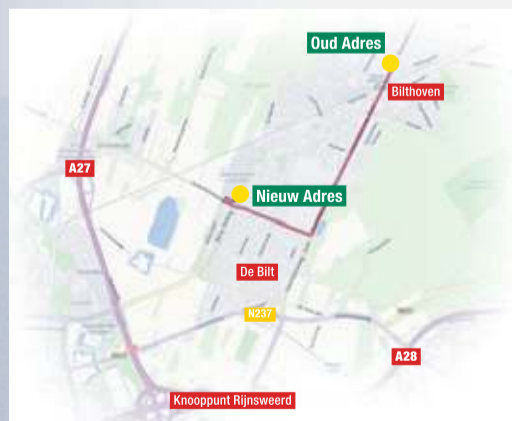 Oud Adres
Bilthoven
A27
Nieuw Adres
De Bilt
N237
A28
Knooppunt Rijnsweerd